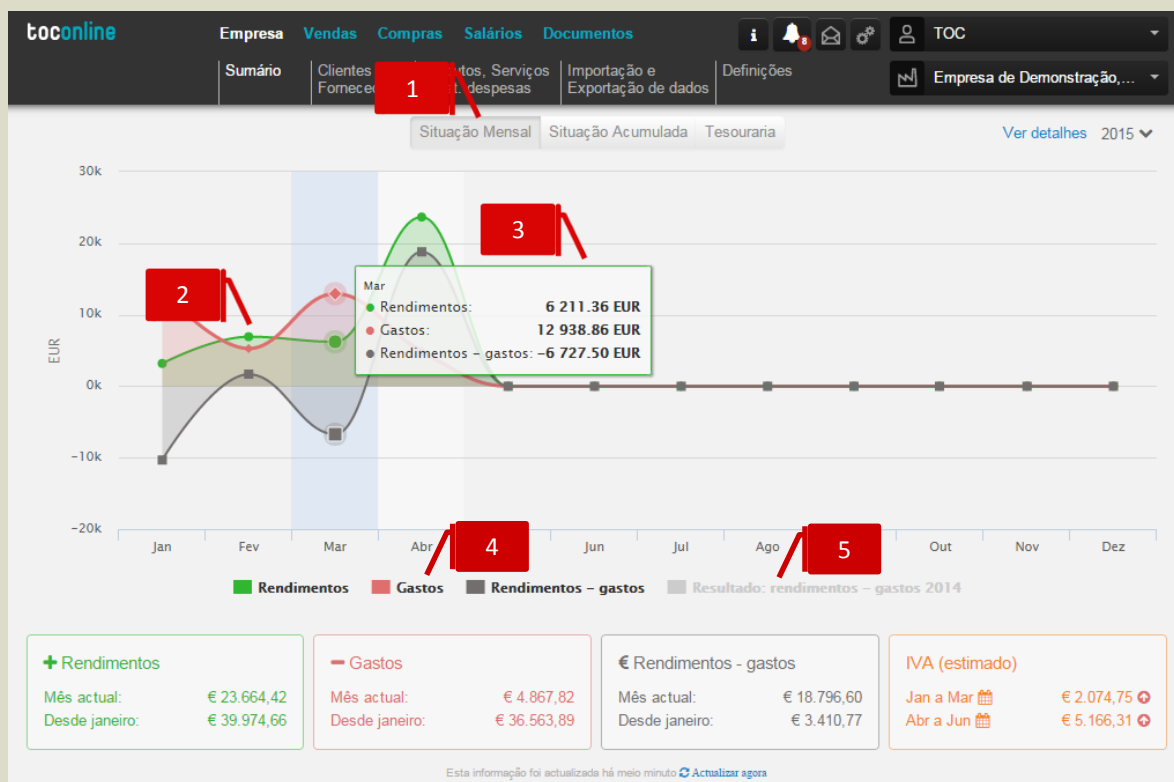 toconline
Empresa Vendas Compras Salários Documentos
i
8
TOC
Sumário
Clientes
Serviços
despesas
Importação e
Exportação de dados
Definições
Empresa de Demonstração,...
1
Situação Mensal Situação Acumulada Tesouraria
Ver detalhes 2015
30k
20k
10k
0k
-10k
-20k
EUR
3
2
Mar
Rendimentos: 6 211.36 EUR
Gastos: 12 938.86 EUR
Rendimentos - gastos: -6 727.50 EUR
Jan Fev Mar Abr Jun Jul Ago Out Nov Dez
4
5
Rendimentos Gastos Rendimentos - gastos Resultado: rendimentos - gastos 2014
+ Rendimentos
Mês actual: € 23.664,42
Desde janeiro: € 39.974,66
− Gastos
Mês actual: € 4.867,82
Desde janeiro: € 36.563,89
€ Rendimentos - gastos
Mês actual: € 18.796,60
Desde janeiro: € 3.410,77
IVA (estimado)
Jan a Mar € 2.074,75
Abr a Jun € 5.166,31
Esta informação foi actualizada há meio minuto Actualizar agora